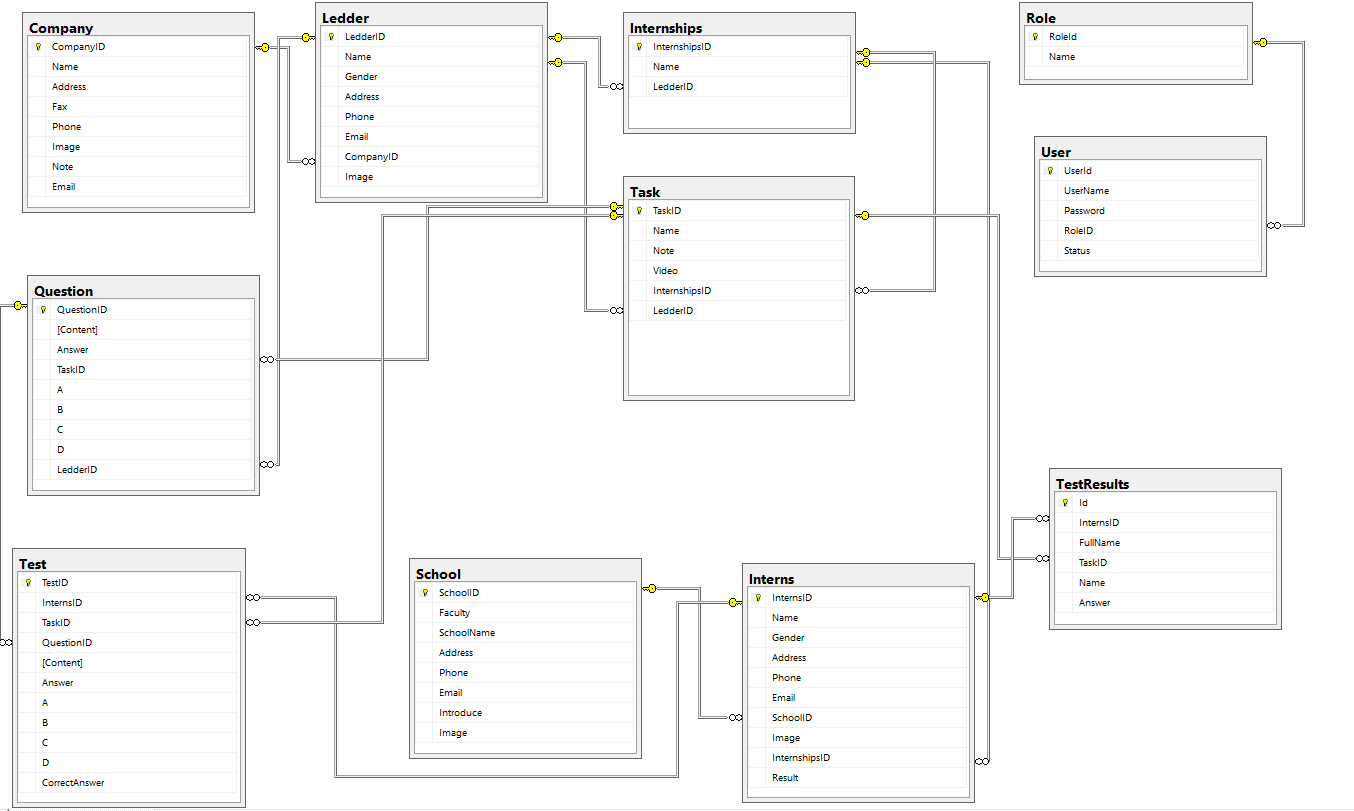 Company
CompanyID
Name
Address
Fax
Phone
Image
Note
Email
Ledder
LedderID
Name
Gender
Address
Phone
Email
CompanyID
Image
Internships
InternshipsID
Name
LedderID
Role
RoleId
Name
User
UserId
UserName
Password
RoleID
Status
Task
TaskID
Name
Note
Video
InternshipsID
LedderID
Question
QuestionID
[Content]
Answer
TaskID
A
B
C
D
LedderID
Test
TestID
InternsID
TaskID
QuestionID
[Content]
Answer
A
B
C
D
CorrectAnswer
School
SchoolID
Faculty
SchoolName
Address
Phone
Email
Introduce
Image
Interns
InternsID
Name
Gender
Address
Phone
Email
SchoolID
Image
InternshipsID
Result
TestResults
Id
InternsID
FullName
TaskID
Name
Answer